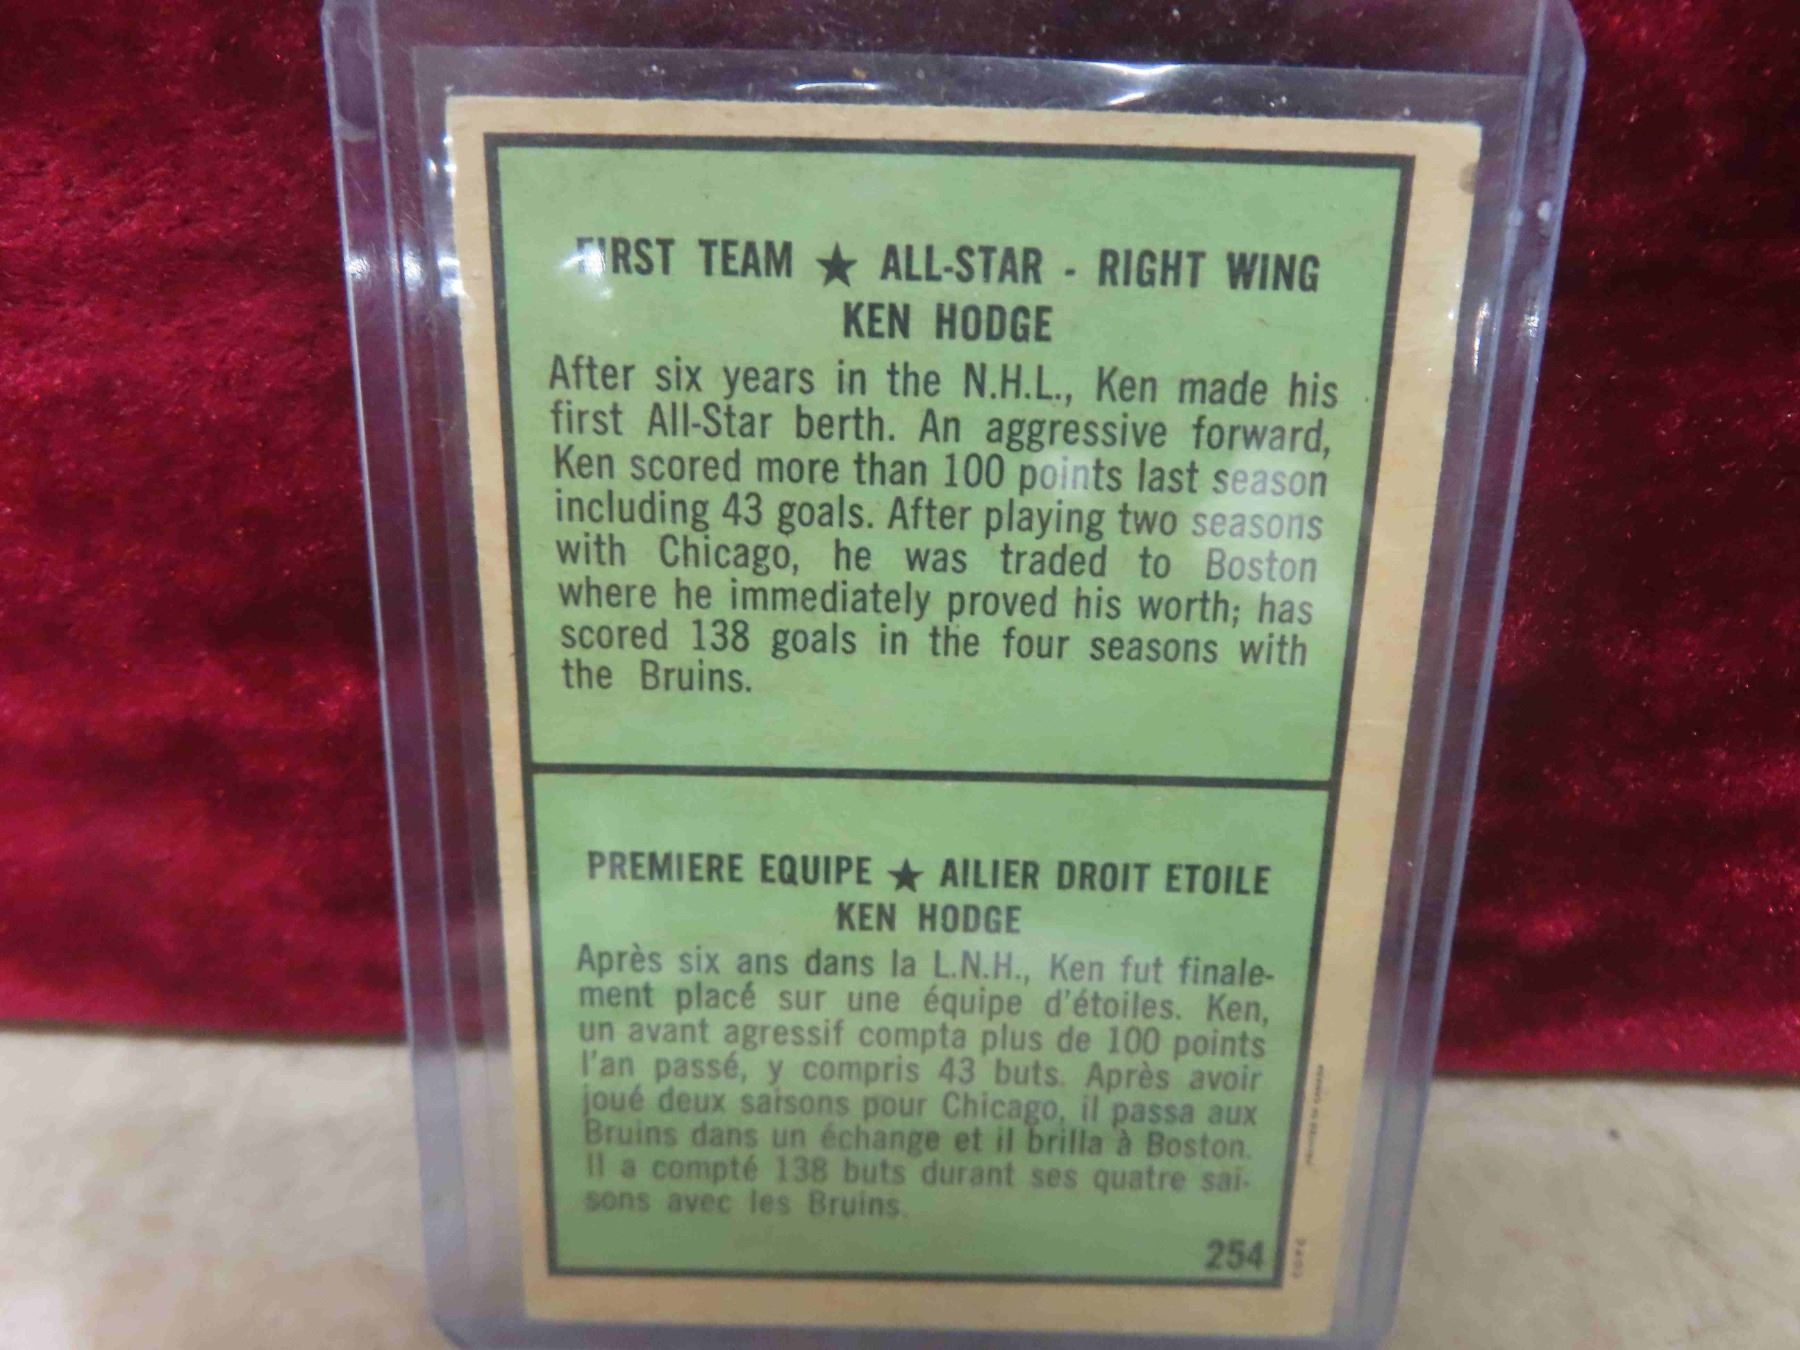 FIRST TEAM ★ ALL-STAR - RIGHT WING
KEN HODGE
After six years in the N.H.L., Ken made his
first All-Star berth. An aggressive forward,
Ken scored more than 100 points last season
including 43 goals. After playing two seasons
with Chicago, he was traded to Boston
where he immediately proved his worth; has
scored 138 goals in the four seasons with
the Bruins.
PREMIERE EQUIPE ★ AILIER DROIT ETOILE
KEN HODGE
Après six ans dans la L.N.H., Ken fut finale-
ment placé sur une équipe d'étoiles. Ken,
un avant agressif compta plus de 100 points
l'an passé, y compris 43 buts. Après avoir
joué deux saisons pour Chicago, il passa aux
Bruins dans un échange et il brilla à Boston.
Il a compté 138 buts durant ses quatre sai-
sons avec les Bruins.
254
PRINTED IN CANADA